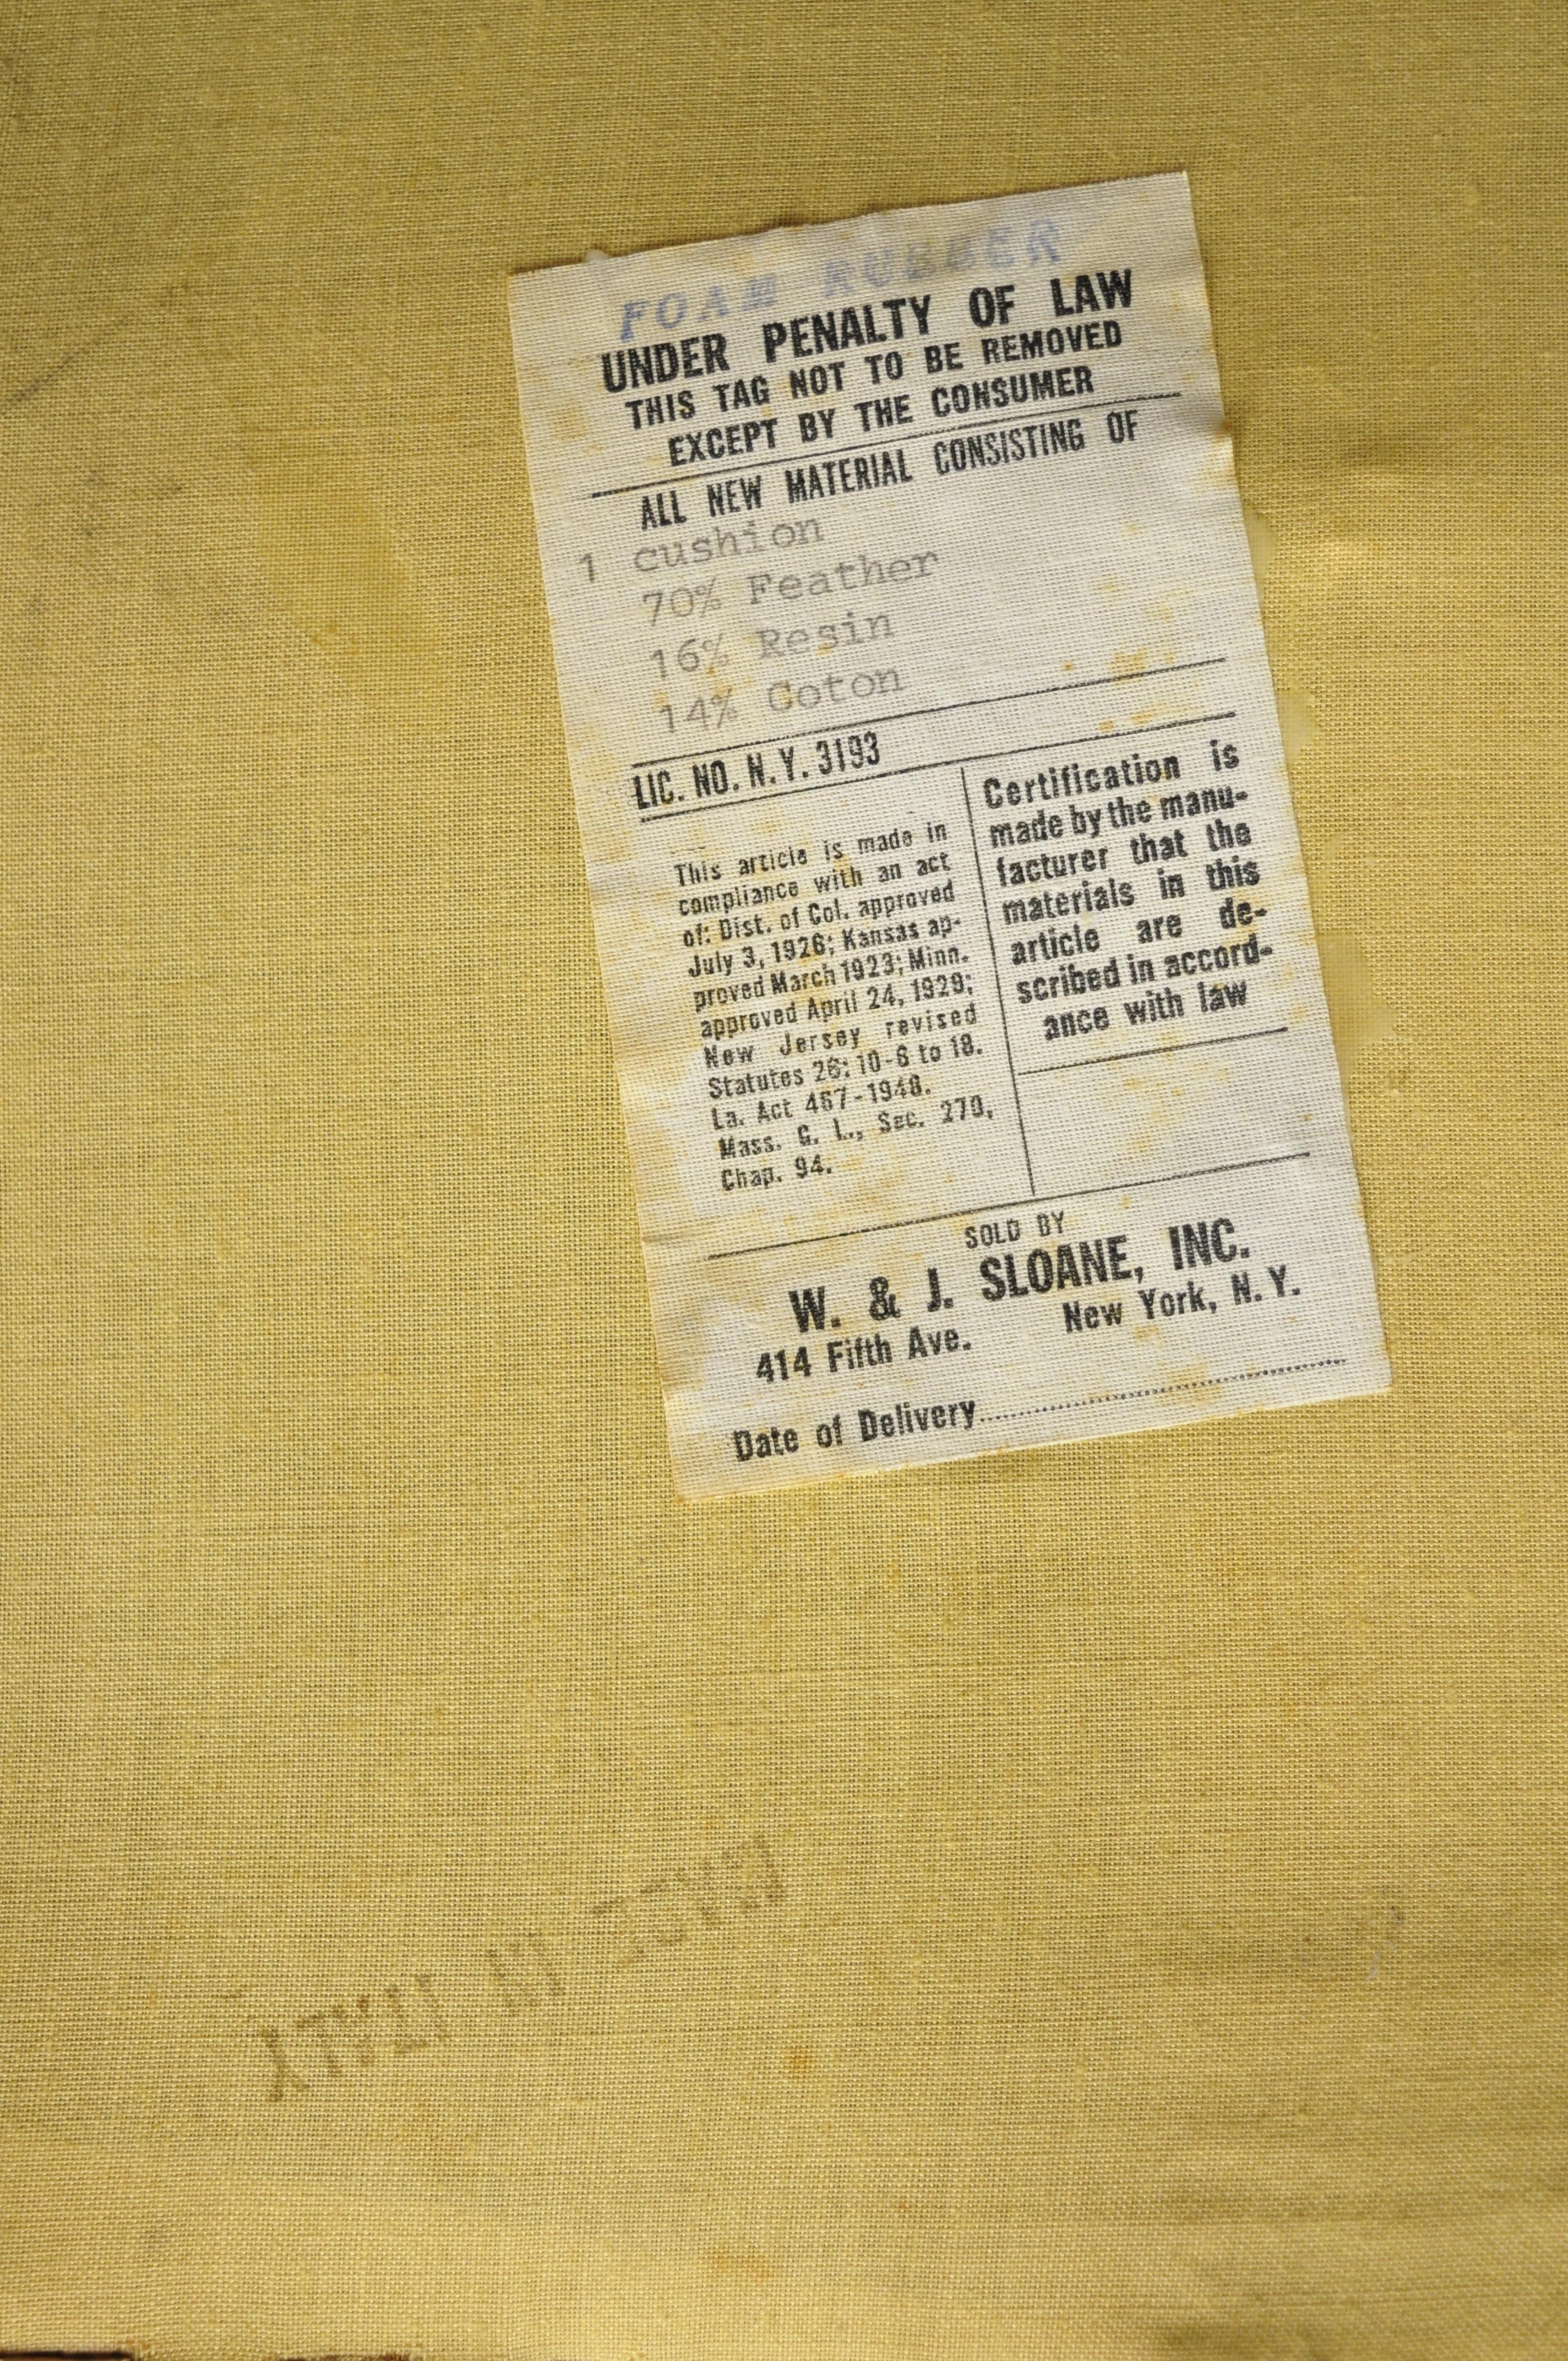 FOAM RUBBER
UNDER PENALTY OF LAW
THIS TAG NOT TO BE REMOVED
EXCEPT BY THE CONSUMER
ALL NEW MATERIAL CONSISTING OF
1 cushion
70% Feather
16% Resin
14% Coton
LIC. NO. N.Y. 3193
This article is made in
compliance with an act
of: Dist. of Col. approved
July 3, 1926; Kansas ap-
proved March 1923; Minn.
approved April 24, 1929;
New Jersey revised
Statutes 26: 10-6 to 18.
La. Act 467-1948.
Mass. G. L., Sec. 270,
Chap. 94.
Certification is
made by the manu-
facturer that the
materials in this
article are de-
scribed in accord-
ance with law
SOLD BY
W. & J. SLOANE, INC.
414 Fifth Ave. New York, N.Y.
Date of Delivery
MADE IN ITALY